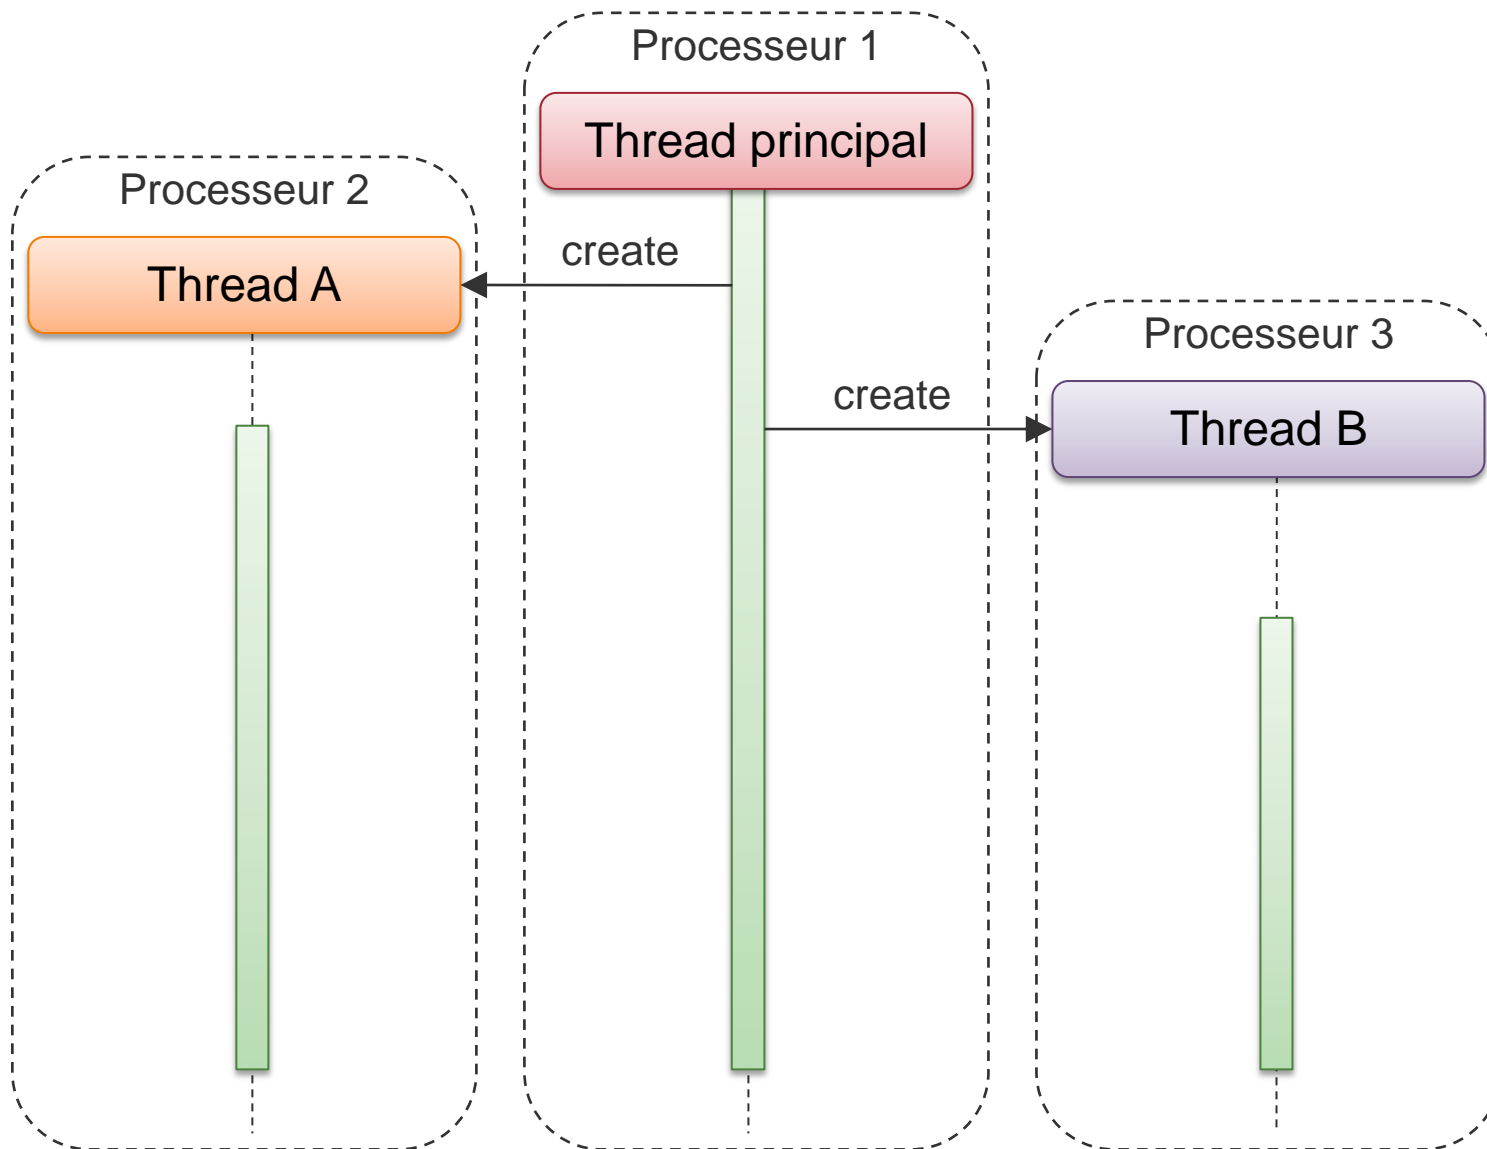 Processeur 1
Thread principal
Processeur 2
create
Thread A
Processeur 3
create
Thread B